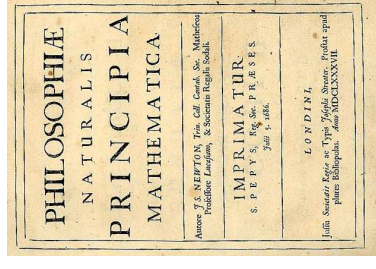 PHILOSOPHIÆ
NATURALIS
PRINCIPIA
MATHEMATICA.
Autore JS. NEWTON, Trin. Coll. Cantab. Soc. Matheseos
Professore Lucasiano, & Societatis Regalis Sodali.
IMPRIMATUR.
S. PEPYS, Reg. Soc. PRÆSES.
Julii 5. 1686.
LONDINI,
Jussu Societatis Regiæ ac Typis Josephi Streater. Prostat apud
plures Bibliopolas. Anno MDCLXXXVII.